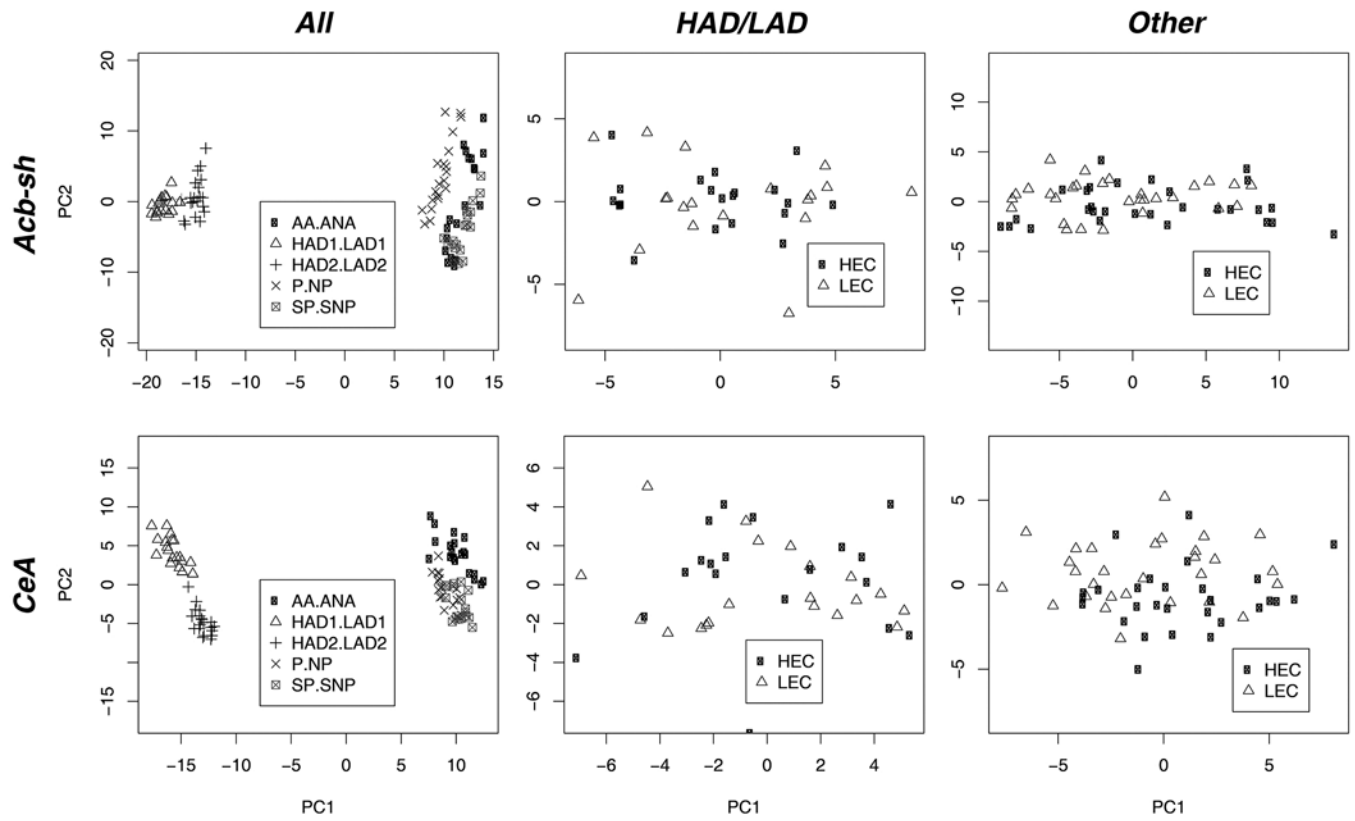 All HAD/LAD Other
Acb-sh
PC2
20
10
0
−10
−20
AA.ANA
HAD1.LAD1
HAD2.LAD2
P.NP
SP.SNP
−20 −15 −10 −5 0 5 10 15
5
0
−5
HEC
LEC
−5 0 5
10
5
0
−5
−10
HEC
LEC
−5 0 5 10
CeA
PC2
15
10
5
0
−5
−15
AA.ANA
HAD1.LAD1
HAD2.LAD2
P.NP
SP.SNP
−15 −10 −5 0 5 10
PC1
6
4
2
0
−2
−4
−6
HEC
LEC
−6 −4 −2 0 2 4
PC1
5
0
−5
HEC
LEC
−5 0 5
PC1